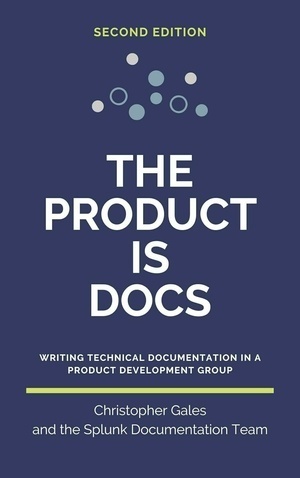 SECOND EDITION
THE
PRODUCT
IS
DOCS
WRITING TECHNICAL DOCUMENTATION IN A
PRODUCT DEVELOPMENT GROUP
Christopher Gales
and the Splunk Documentation Team